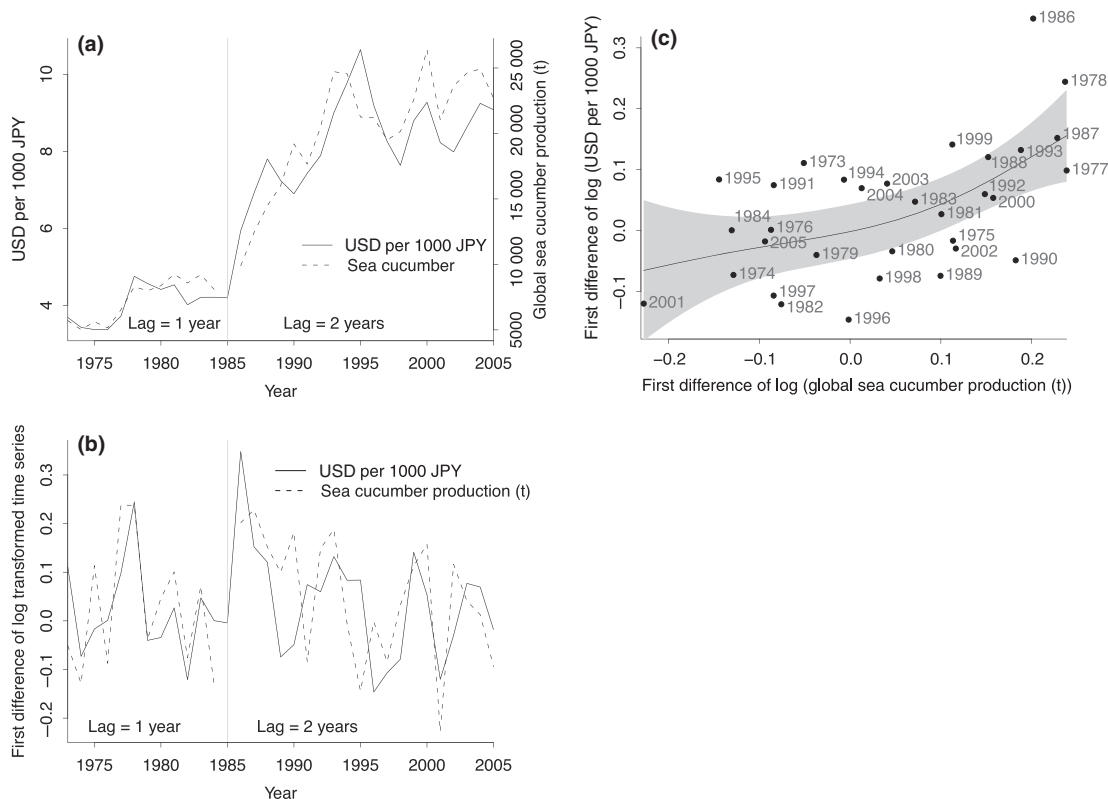 (a)
USD per 1000 JPY
4
6
8
10
5000
10 000
15 000
20 000
25 000
Global sea cucumber production (t)
USD per 1000 JPY
Sea cucumber
Lag = 1 year
Lag = 2 years
1975 1980 1985 1990 1995 2000 2005
Year
(b)
First difference of log transformed time series
−0.2
−0.1
0.0
0.1
0.2
0.3
USD per 1000 JPY
Sea cucumber production (t)
Lag = 1 year
Lag = 2 years
1975 1980 1985 1990 1995 2000 2005
Year
(c)
First difference of log (USD per 1000 JPY)
−0.1
0.0
0.1
0.2
0.3
1986
1978
1987
1999
1993
1988
1973
1977
1995
1991
1994
2003
2004
1992
2000
1983
1981
1984
1976
2005
1975
2002
1979
1980
1990
1974
1998
1989
2001
1997
1982
1996
−0.2 −0.1 0.0 0.1 0.2
First difference of log (global sea cucumber production (t))